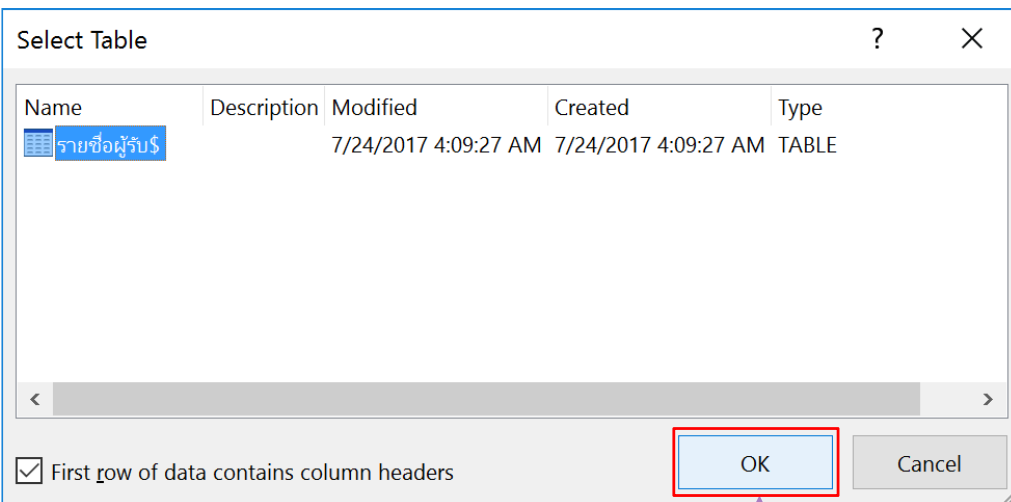 Select Table
?
Name Description Modified Created Type
รายชื่อผู้รับ$ 7/24/2017 4:09:27 AM 7/24/2017 4:09:27 AM TABLE
First row of data contains column headers
OK Cancel